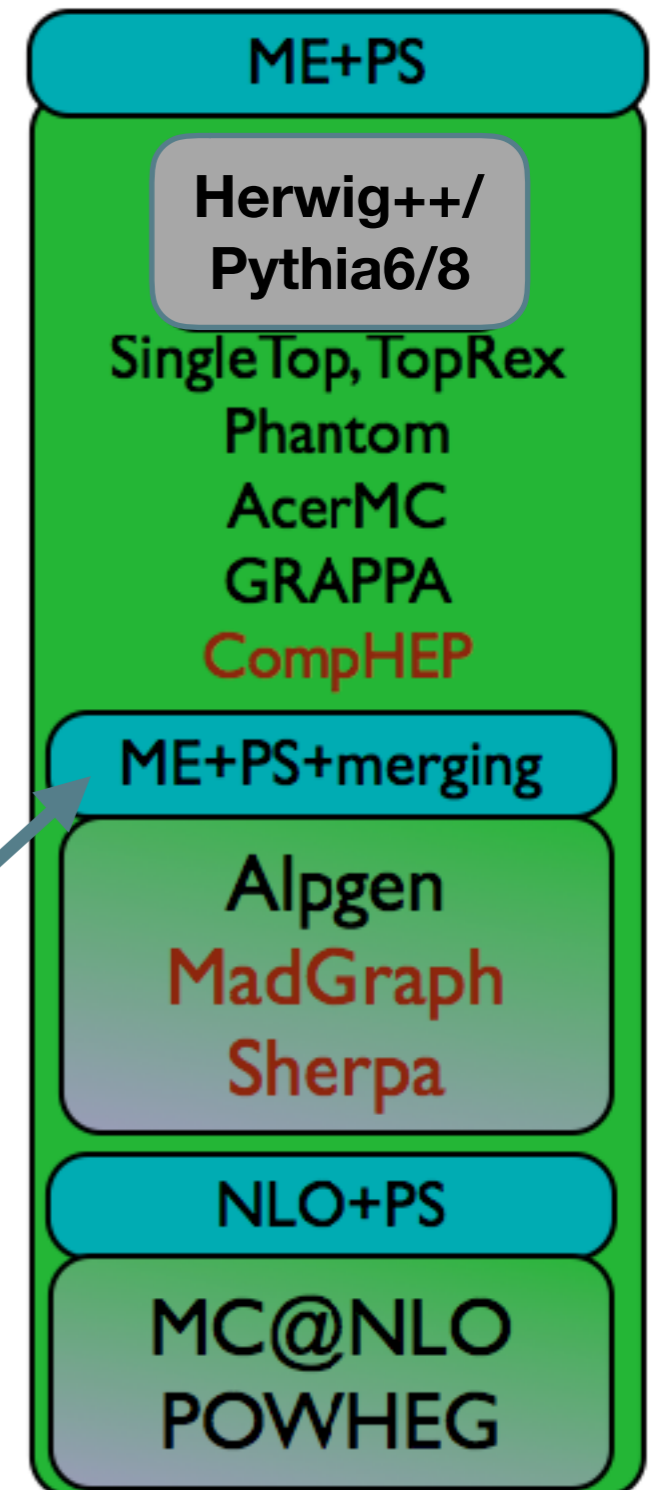 ME+PS
Herwig++/
Pythia6/8
SingleTop, TopRex
Phantom
AcerMC
GRAPPA
CompHEP
ME+PS+merging
Alpgen
MadGraph
Sherpa
NLO+PS
MC@NLO
POWHEG